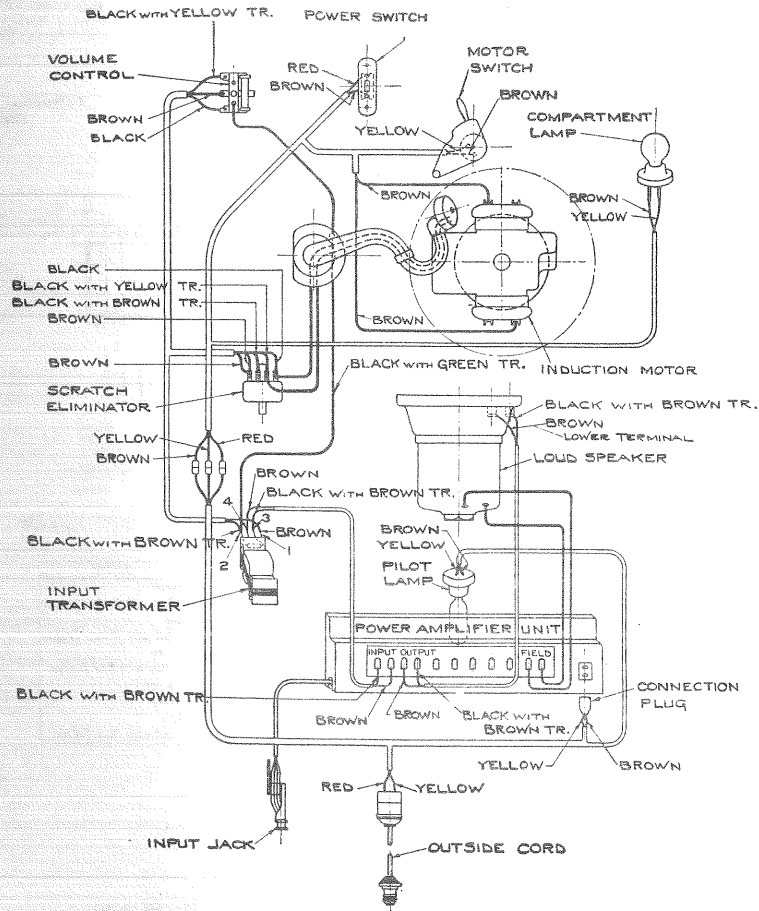 BLACK WITH YELLOW TR.
POWER SWITCH
VOLUME
CONTROL
RED
BROWN
MOTOR
SWITCH
BROWN
BROWN
BLACK
YELLOW
COMPARTMENT
LAMP
BROWN
BROWN
YELLOW
BLACK
BLACK WITH YELLOW TR.
BLACK WITH BROWN TR.
BROWN
BROWN
BROWN
BLACK WITH GREEN TR.
INDUCTION MOTOR
SCRATCH
ELIMINATOR
BLACK WITH BROWN TR.
BROWN
LOWER TERMINAL
LOUD SPEAKER
YELLOW
RED
BROWN
BROWN
BLACK WITH BROWN TR.
4
3
BROWN
BLACK WITH BROWN TR.
2
1
BROWN
YELLOW
PILOT
LAMP
INPUT
TRANSFORMER
POWER AMPLIFIER UNIT
INPUT OUTPUT
FIELD
BLACK WITH BROWN TR.
BROWN
BROWN
BLACK WITH
BROWN TR.
CONNECTION
PLUG
YELLOW
BROWN
RED
YELLOW
INPUT JACK
OUTSIDE CORD